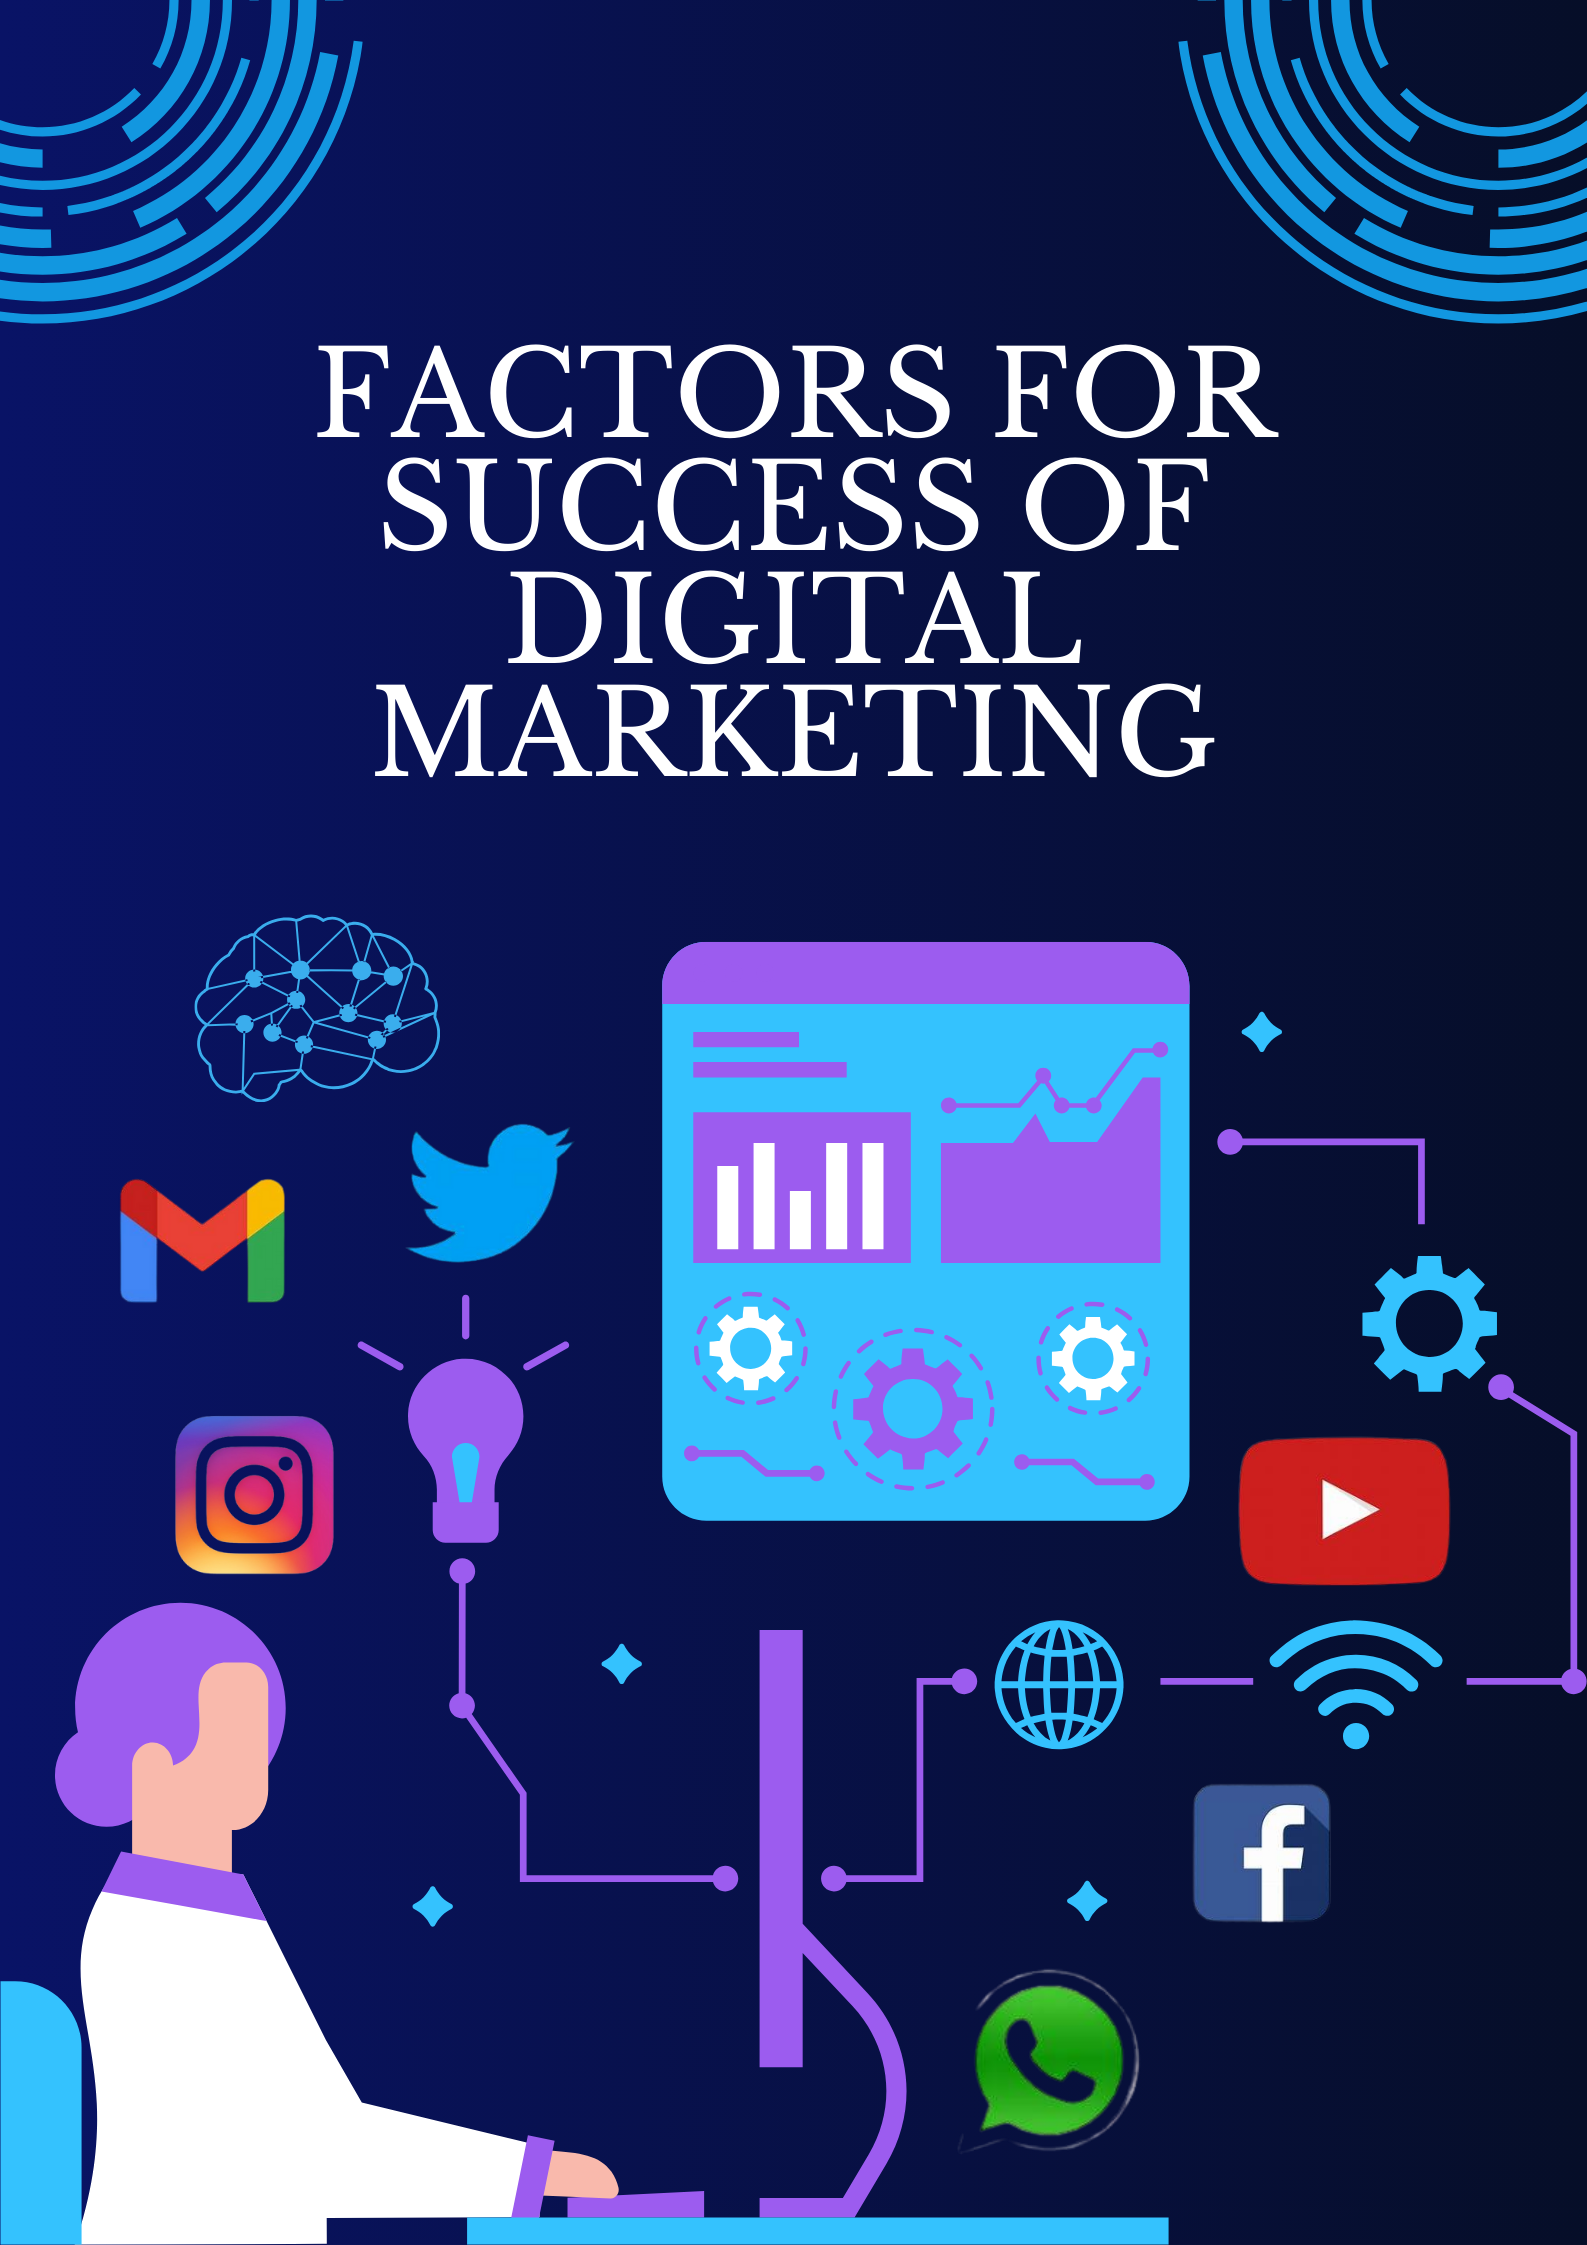 FACTORS FOR
SUCCESS OF
DIGITAL
MARKETING